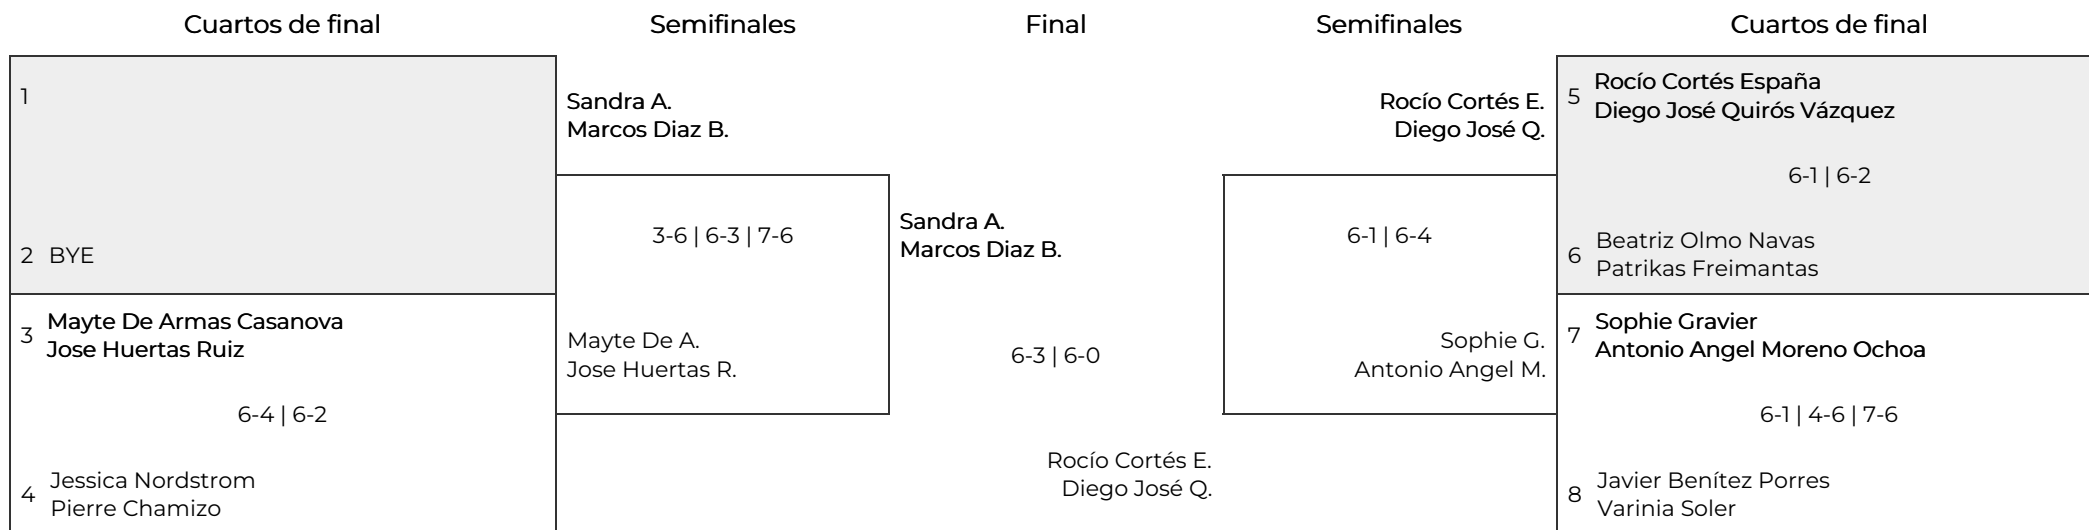 Cuartos de final
Semifinales
Final
Semifinales
Cuartos de final
1
2 BYE
3 Mayte De Armas Casanova
Jose Huertas Ruiz
6-4 | 6-2
4 Jessica Nordstrom
Pierre Chamizo
Sandra A.
Marcos Diaz B.
3-6 | 6-3 | 7-6
Mayte De A.
Jose Huertas R.
Sandra A.
Marcos Diaz B.
6-3 | 6-0
Rocío Cortés E.
Diego José Q.
Rocío Cortés E.
Diego José Q.
6-1 | 6-4
Sophie G.
Antonio Angel M.
5 Rocío Cortés España
Diego José Quirós Vázquez
6-1 | 6-2
6 Beatriz Olmo Navas
Patrikas Freimantas
7 Sophie Gravier
Antonio Angel Moreno Ochoa
6-1 | 4-6 | 7-6
8 Javier Benítez Porres
Varinia Soler